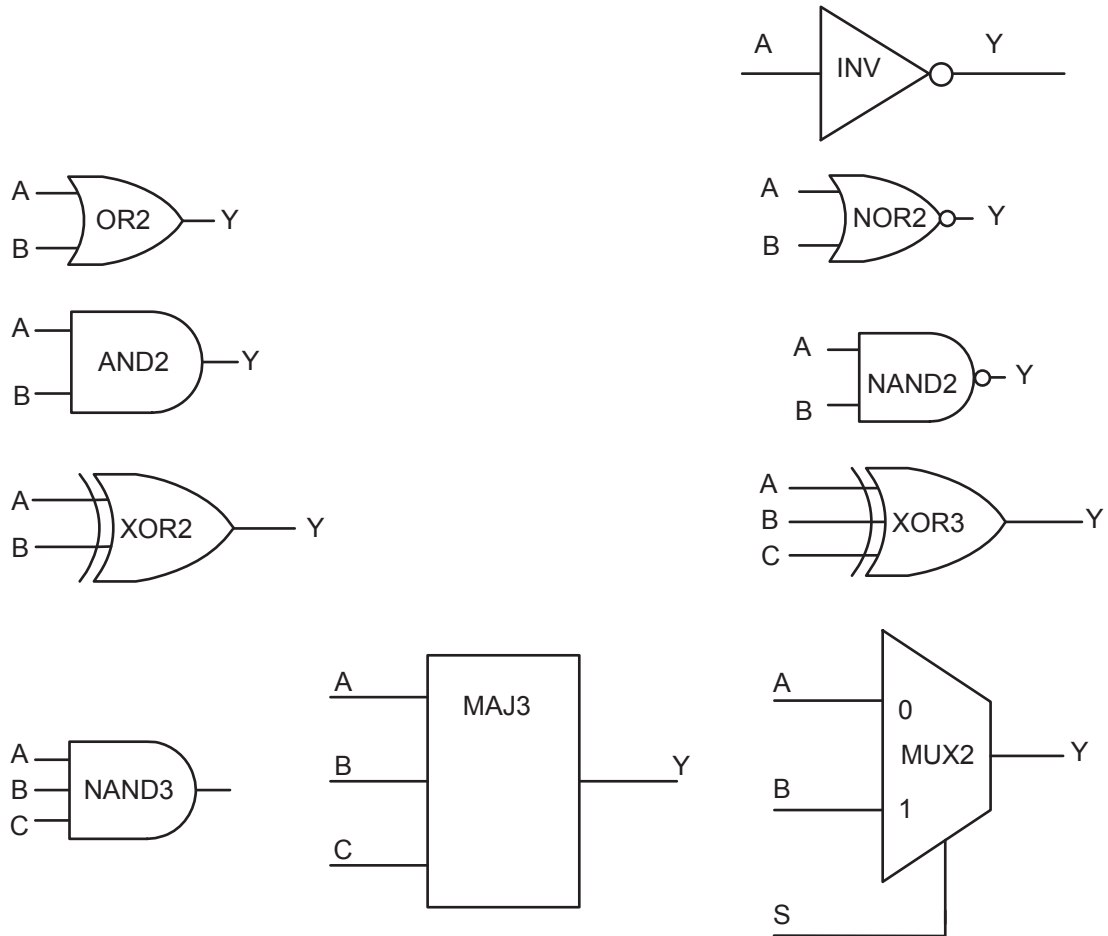 A INV Y
A OR2 Y
B
A NOR2 Y
B
A AND2 Y
B
A NAND2 Y
B
A XOR2 Y
B
A
B XOR3 Y
C
A
B NAND3
C
A MAJ3
B Y
C
A 0
MUX2 Y
B 1
S